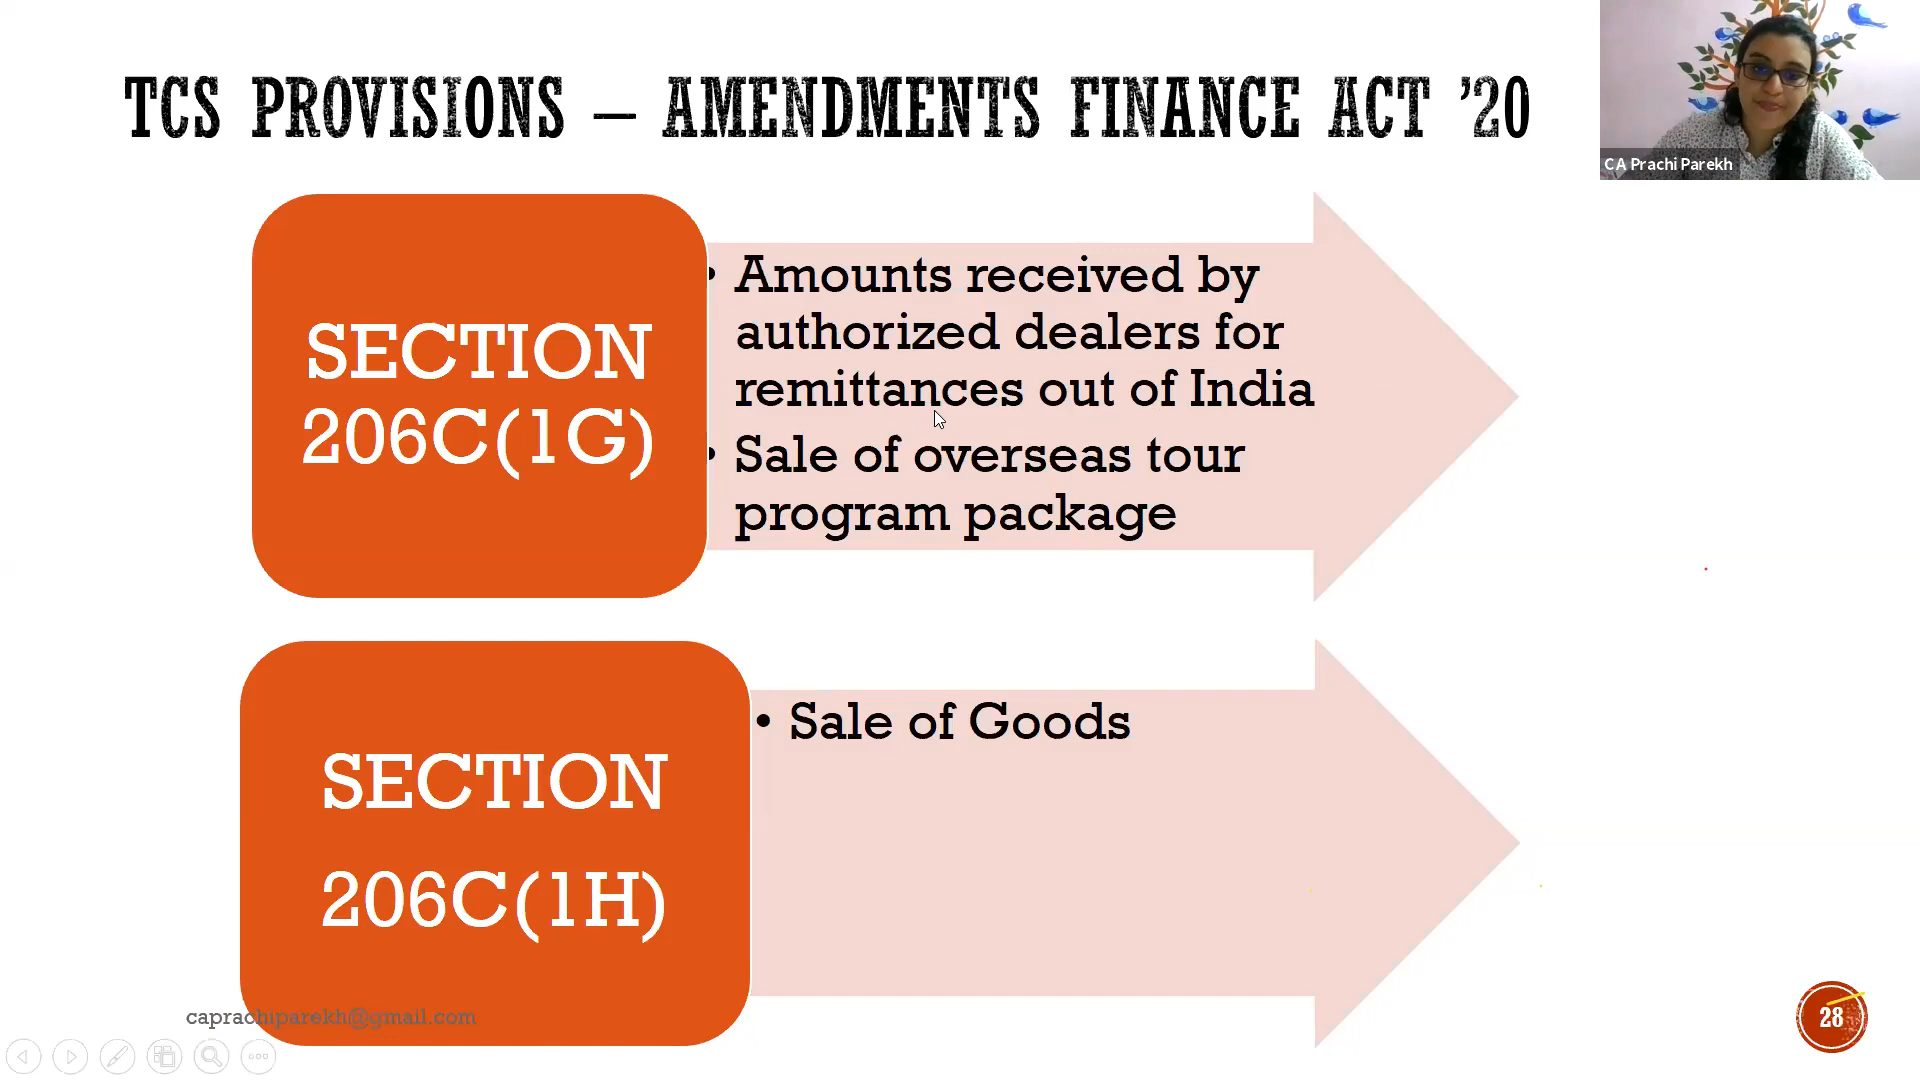 TCS PROVISIONS – AMENDMENTS FINANCE ACT ’20
CA Prachi Parekh
SECTION
206C(1G)
• Amounts received by
authorized dealers for
remittances out of India
• Sale of overseas tour
program package
SECTION
206C(1H)
• Sale of Goods
caprachiparekh@gmail.com
28